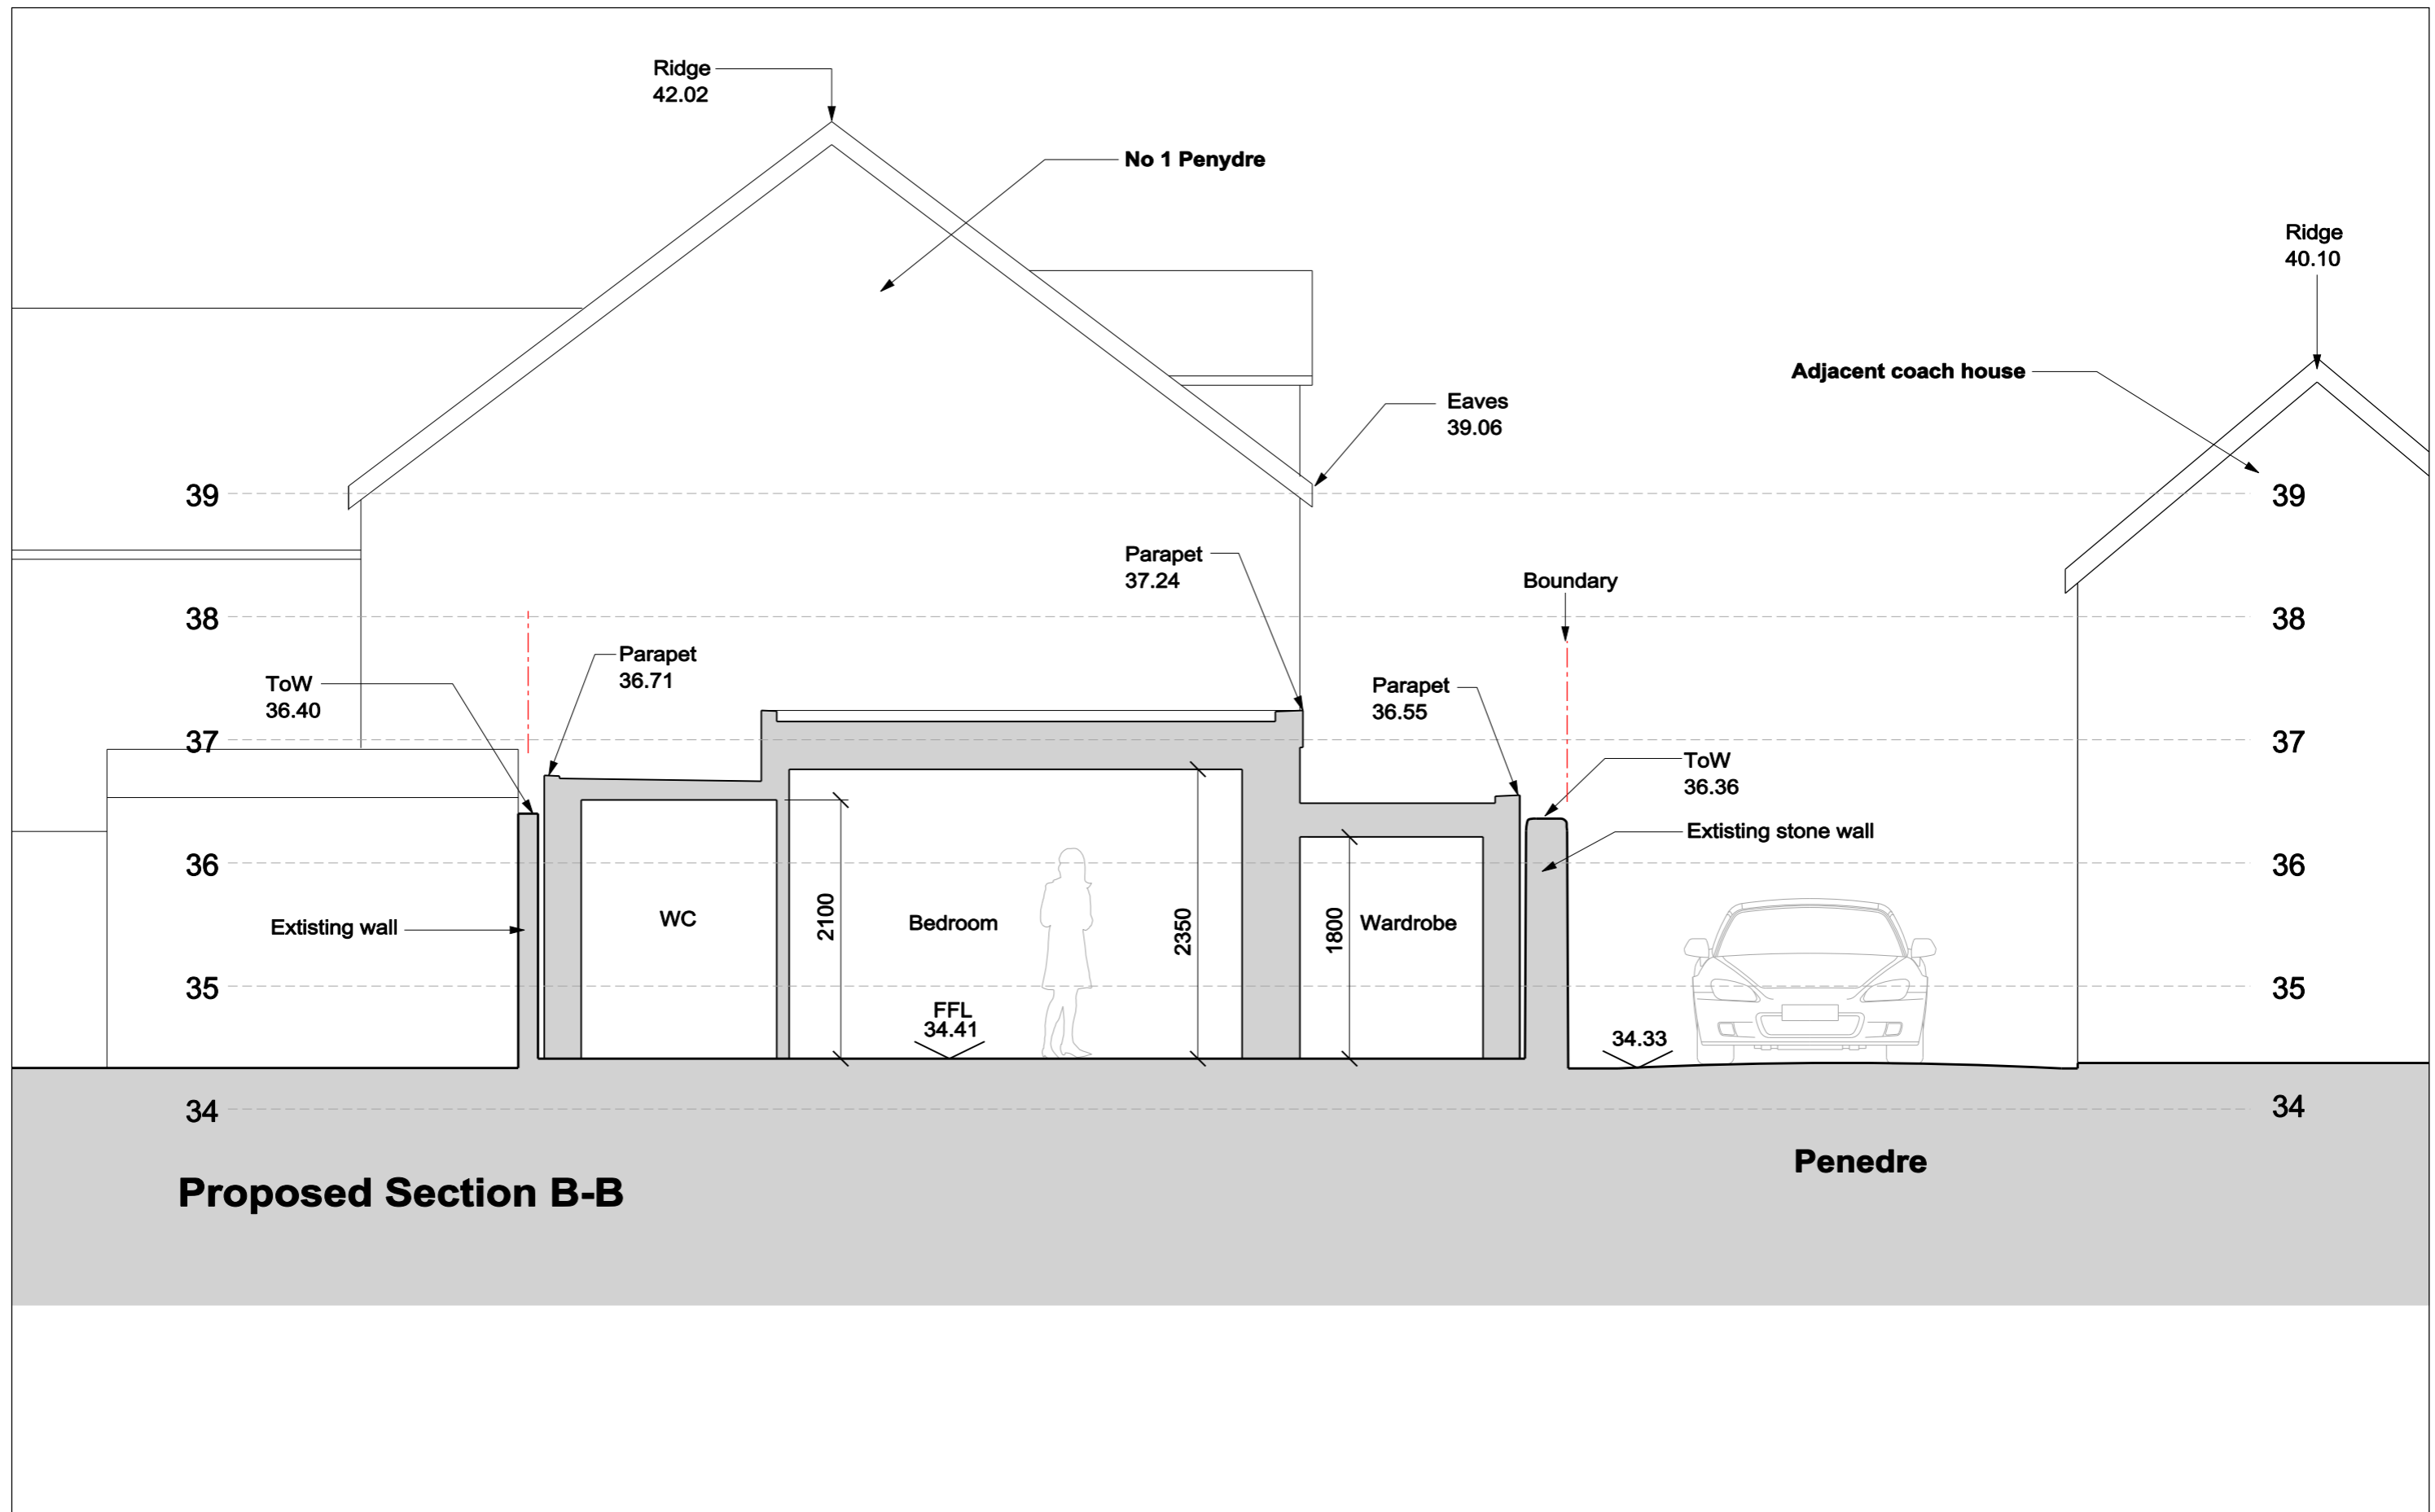 Ridge
42.02
No 1 Penydre
Ridge
40.10
Adjacent coach house
Eaves
39.06
39
39
Parapet
37.24
Boundary
38
38
Parapet
36.71
ToW
36.40
Parapet
36.55
37
37
ToW
36.36
Extisting stone wall
36
36
Extisting wall
WC
2100
Bedroom
2350
1800
Wardrobe
35
35
FFL
34.41
34.33
34
34
Penedre
Proposed Section B-B